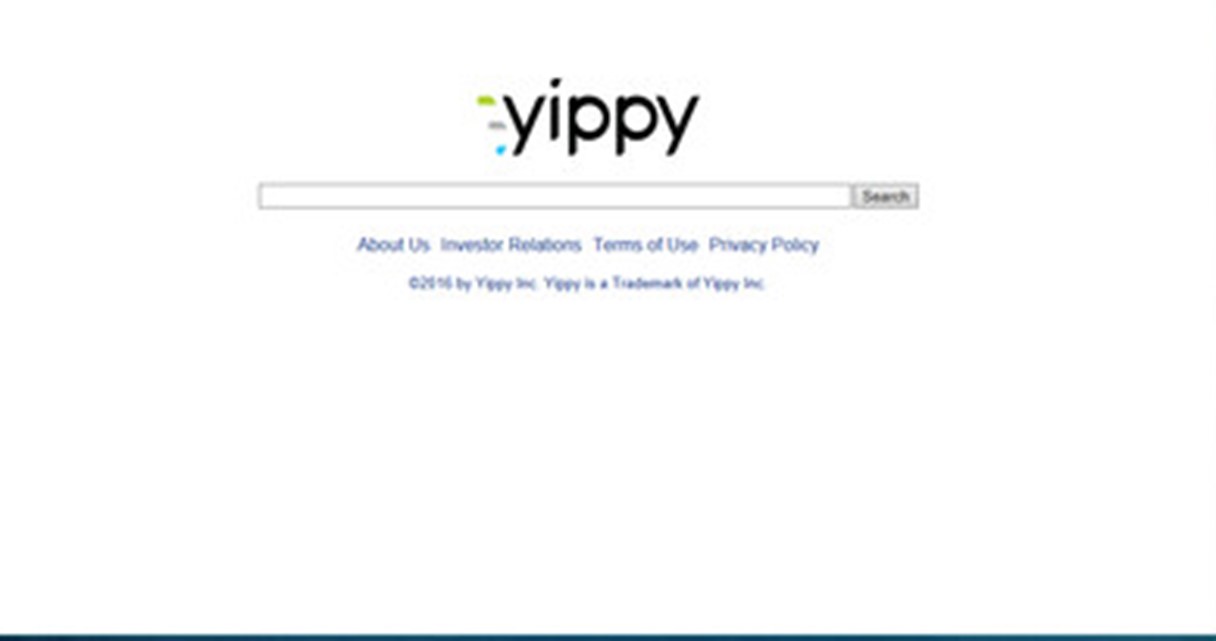 yippy
Search
About Us Investor Relations Terms of Use Privacy Policy
©2016 by Yippy Inc. Yippy is a Trademark of Yippy Inc.